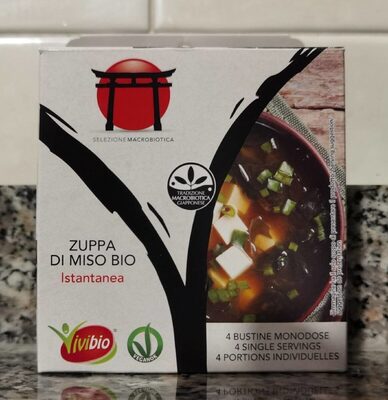 SELEZIONE MACROBIOTICA
TRADIZIONE
MACROBIOTICA
GIAPPONESE
ZUPPA
DI MISO BIO
Istantanea
Vivibio
VEGANOK
4 BUSTINE MONODOSE
4 SINGLE SERVINGS
4 PORTIONS INDIVIDUELLES